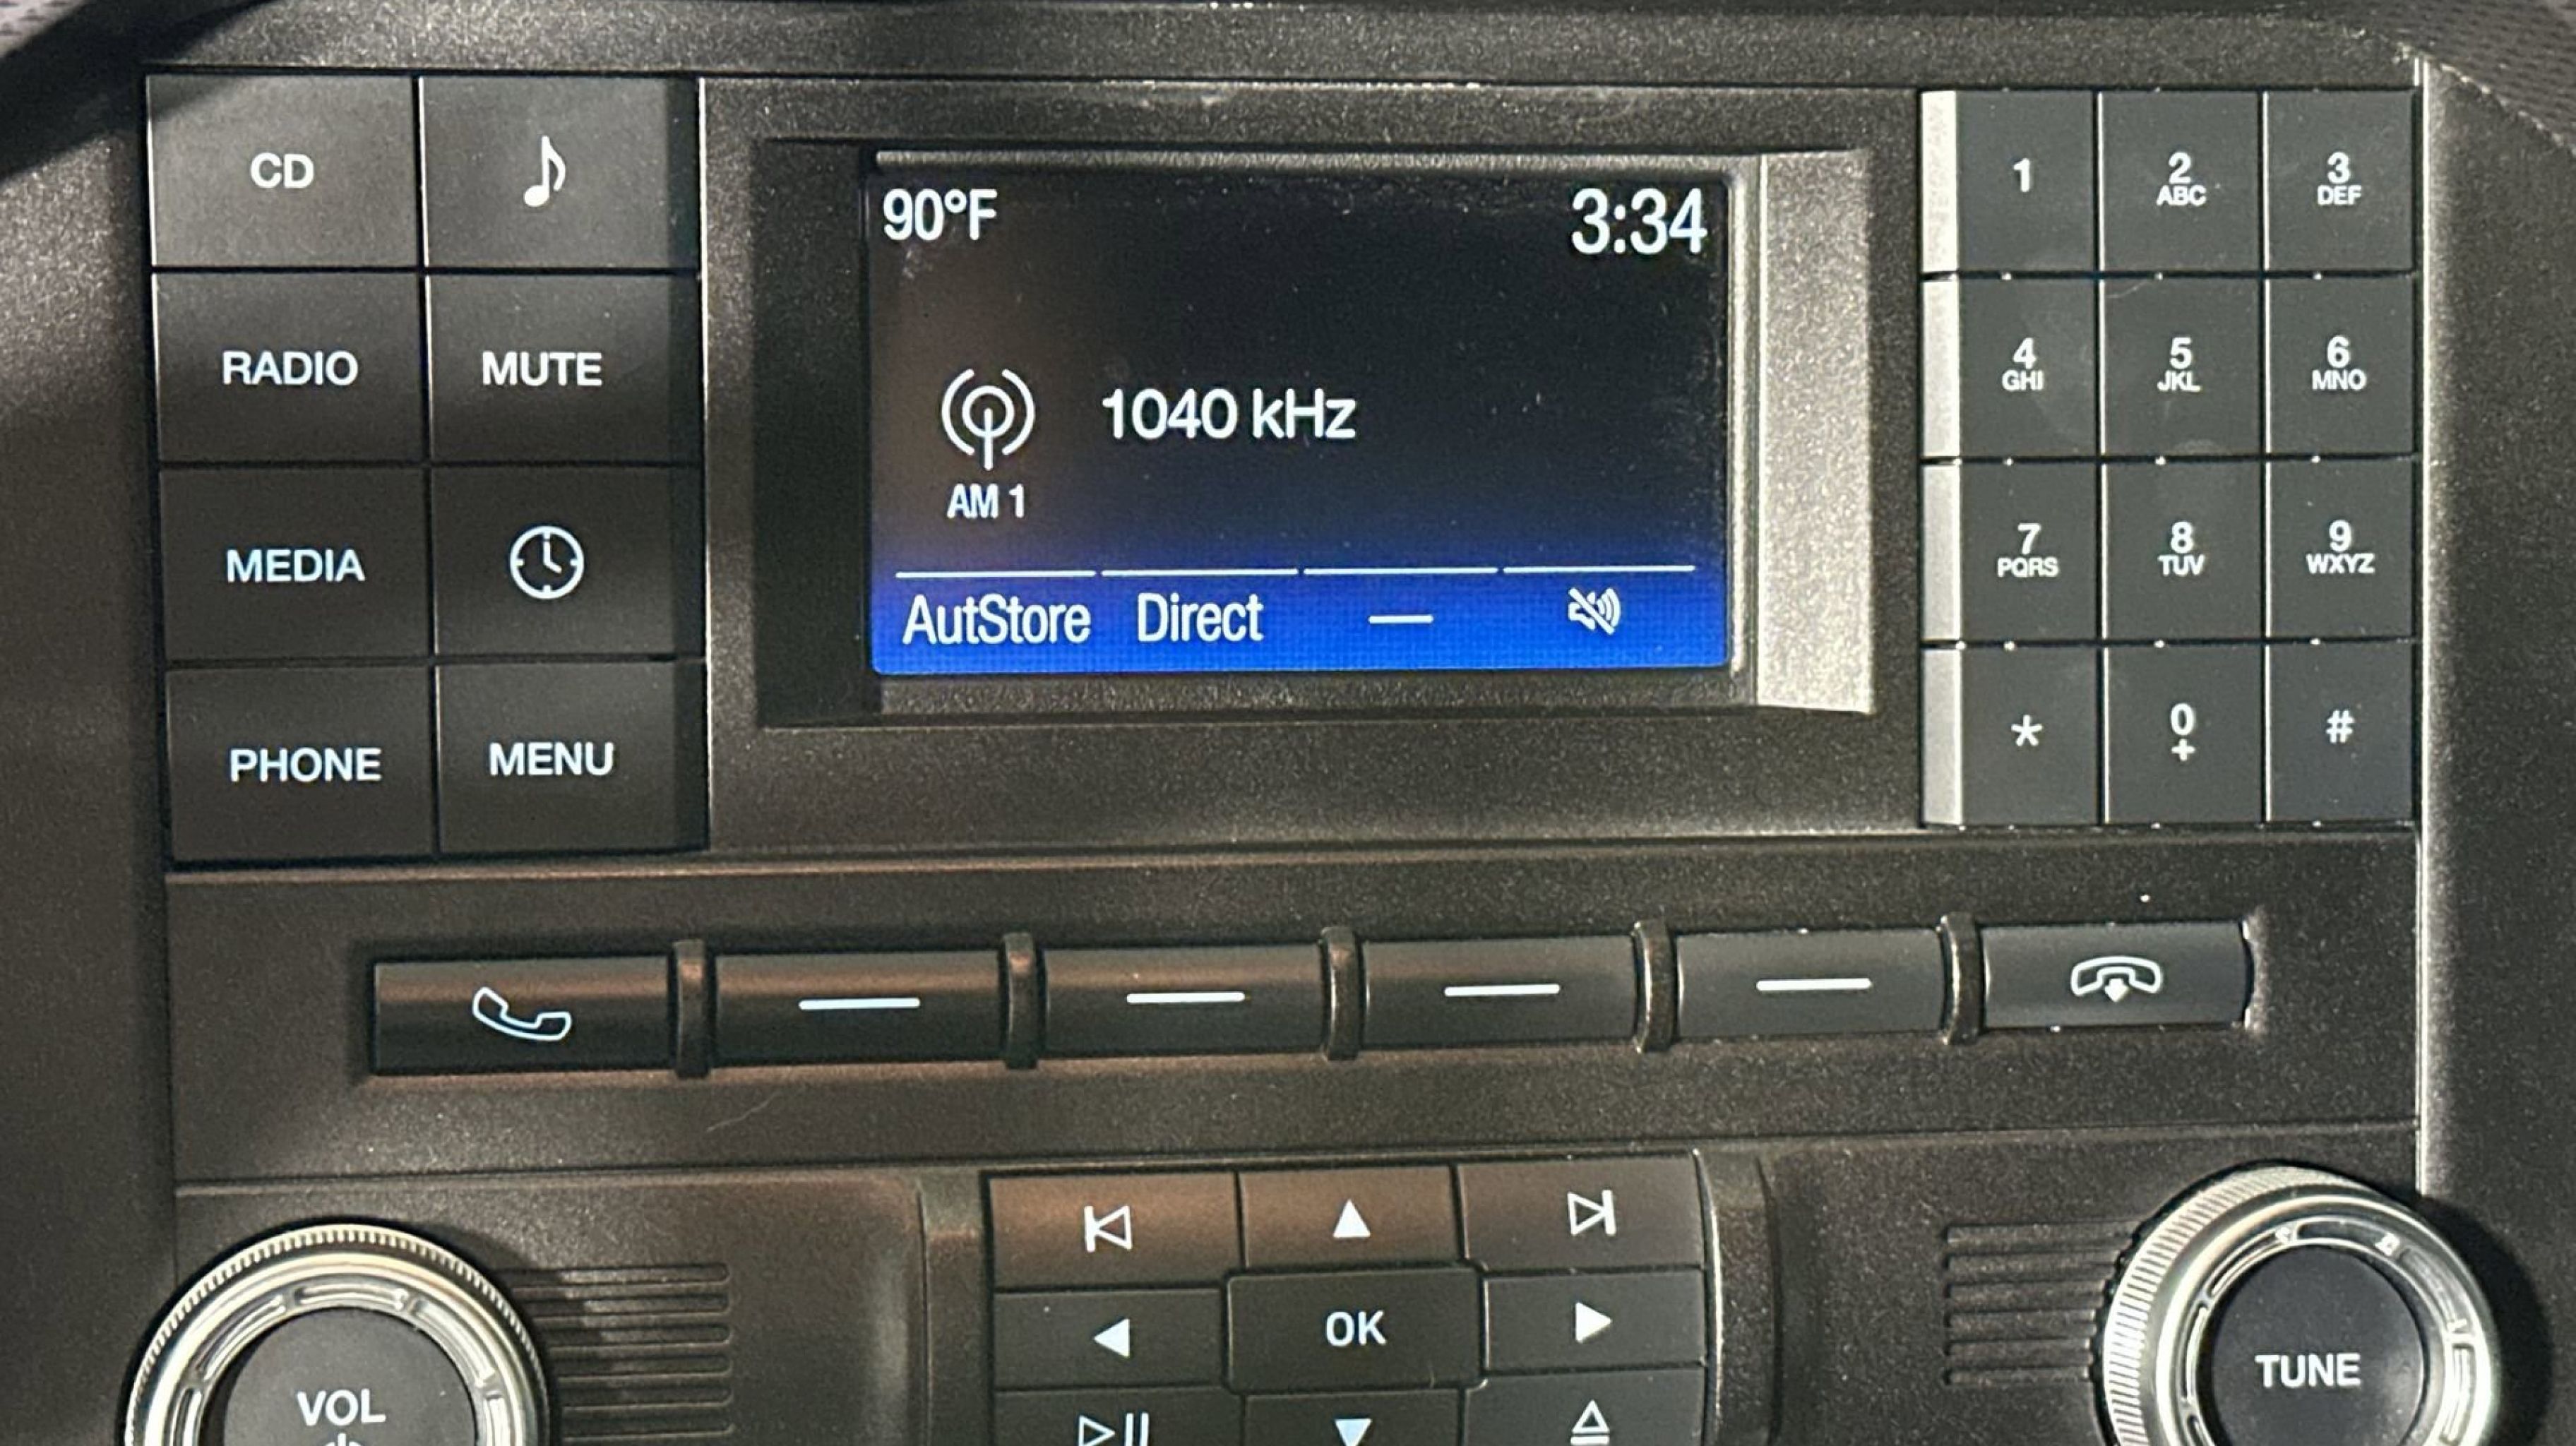 CD
RADIO
MUTE
MEDIA
PHONE
MENU
90°F
3:34
1040 kHz
AM 1
AutStore Direct —
1
2
ABC
3
DEF
4
GHI
5
JKL
6
MNO
7
PQRS
8
TUV
9
WXYZ
*
0
+
#
OK
VOL
TUNE